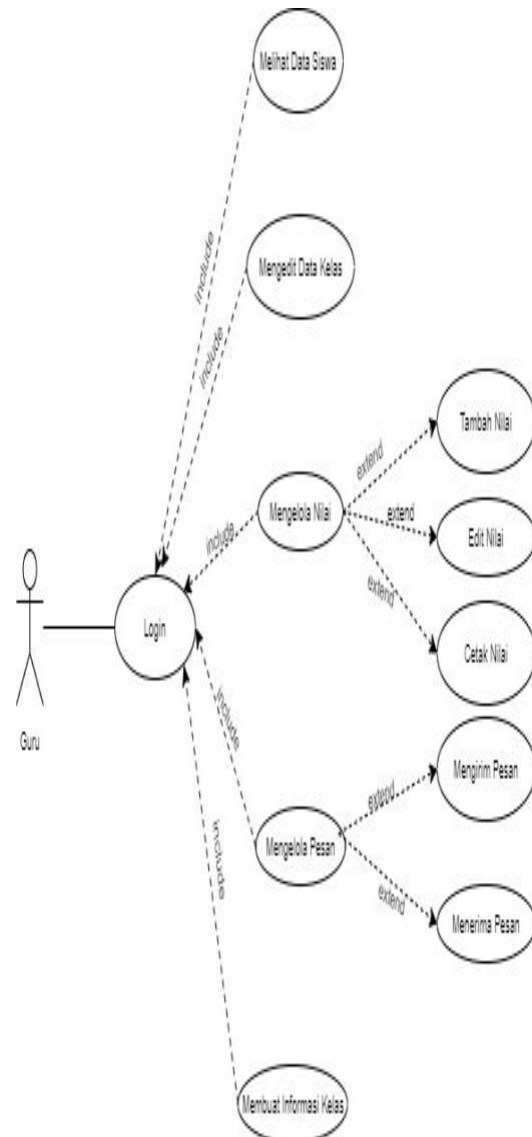 Melihat Data Siswa
include
Mengedit Data Kelas
include
Tambah Nilai
extend
Mengelola Nilai
extend
Edit Nilai
include
extend
Cetak Nilai
Login
Guru
include
Mengirim Pesan
extend
Mengelola Pesan
include
extend
Menerima Pesan
Membuat Informasi Kelas